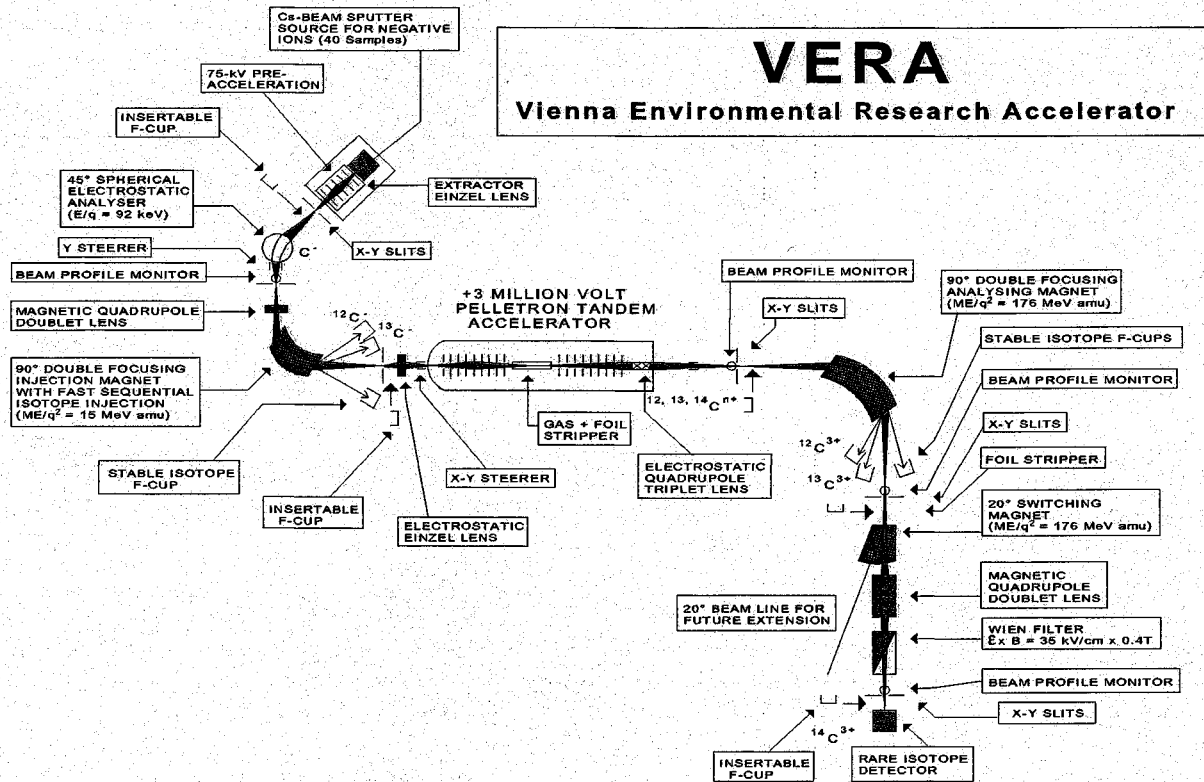 VERA
Vienna Environmental Research Accelerator
Cs-BEAM SPUTTER
SOURCE FOR NEGATIVE
IONS (40 Samples)
75-kV PRE-
ACCELERATION
INSERTABLE
F-CUP
45° SPHERICAL
ELECTROSTATIC
ANALYSER
(E/q = 92 keV)
EXTRACTOR
EINZEL LENS
Y STEERER
C⁻
X-Y SLITS
BEAM PROFILE MONITOR
MAGNETIC QUADRUPOLE
DOUBLET LENS
¹²C⁻
¹³C⁻
+3 MILLION VOLT
PELLETRON TANDEM
ACCELERATOR
BEAM PROFILE MONITOR
X-Y SLITS
90° DOUBLE FOCUSING
ANALYSING MAGNET
(ME/q² = 176 MeV amu)
STABLE ISOTOPE F-CUPS
BEAM PROFILE MONITOR
X-Y SLITS
FOIL STRIPPER
90° DOUBLE FOCUSING
INJECTION MAGNET
WITH FAST SEQUENTIAL
ISOTOPE INJECTION
(ME/q² = 15 MeV amu)
12, 13, 14 C ⁿ⁺
GAS + FOIL
STRIPPER
STABLE ISOTOPE
F-CUP
X-Y STEERER
ELECTROSTATIC
QUADRUPOLE
TRIPLET LENS
¹²C³⁺
¹³C³⁺
INSERTABLE
F-CUP
ELECTROSTATIC
EINZEL LENS
20° SWITCHING
MAGNET
(ME/q² = 176 MeV amu)
MAGNETIC
QUADRUPOLE
DOUBLET LENS
20° BEAM LINE FOR
FUTURE EXTENSION
WIEN FILTER
E x B = 35 kV/cm x 0.4T
BEAM PROFILE MONITOR
X-Y SLITS
¹⁴C³⁺
INSERTABLE
F-CUP
RARE ISOTOPE
DETECTOR